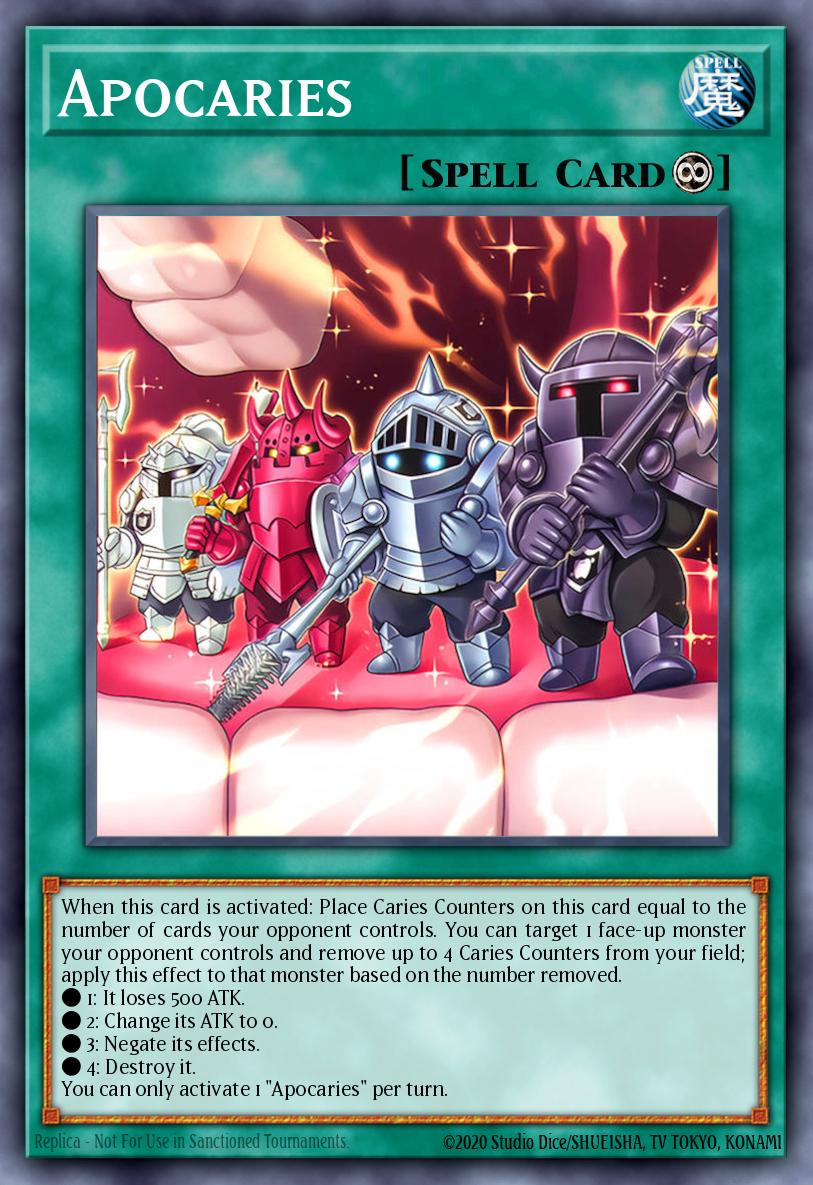 Apocaries
SPELL
魔
[Spell Card∞]
When this card is activated: Place Caries Counters on this card equal to the
number of cards your opponent controls. You can target 1 face-up monster
your opponent controls and remove up to 4 Caries Counters from your field;
apply this effect to that monster based on the number removed.
● 1: It loses 500 ATK.
● 2: Change its ATK to 0.
● 3: Negate its effects.
● 4: Destroy it.
You can only activate 1 "Apocaries" per turn.
Replica - Not For Use in Sanctioned Tournaments.
©2020 Studio Dice/SHUEISHA, TV TOKYO, KONAMI